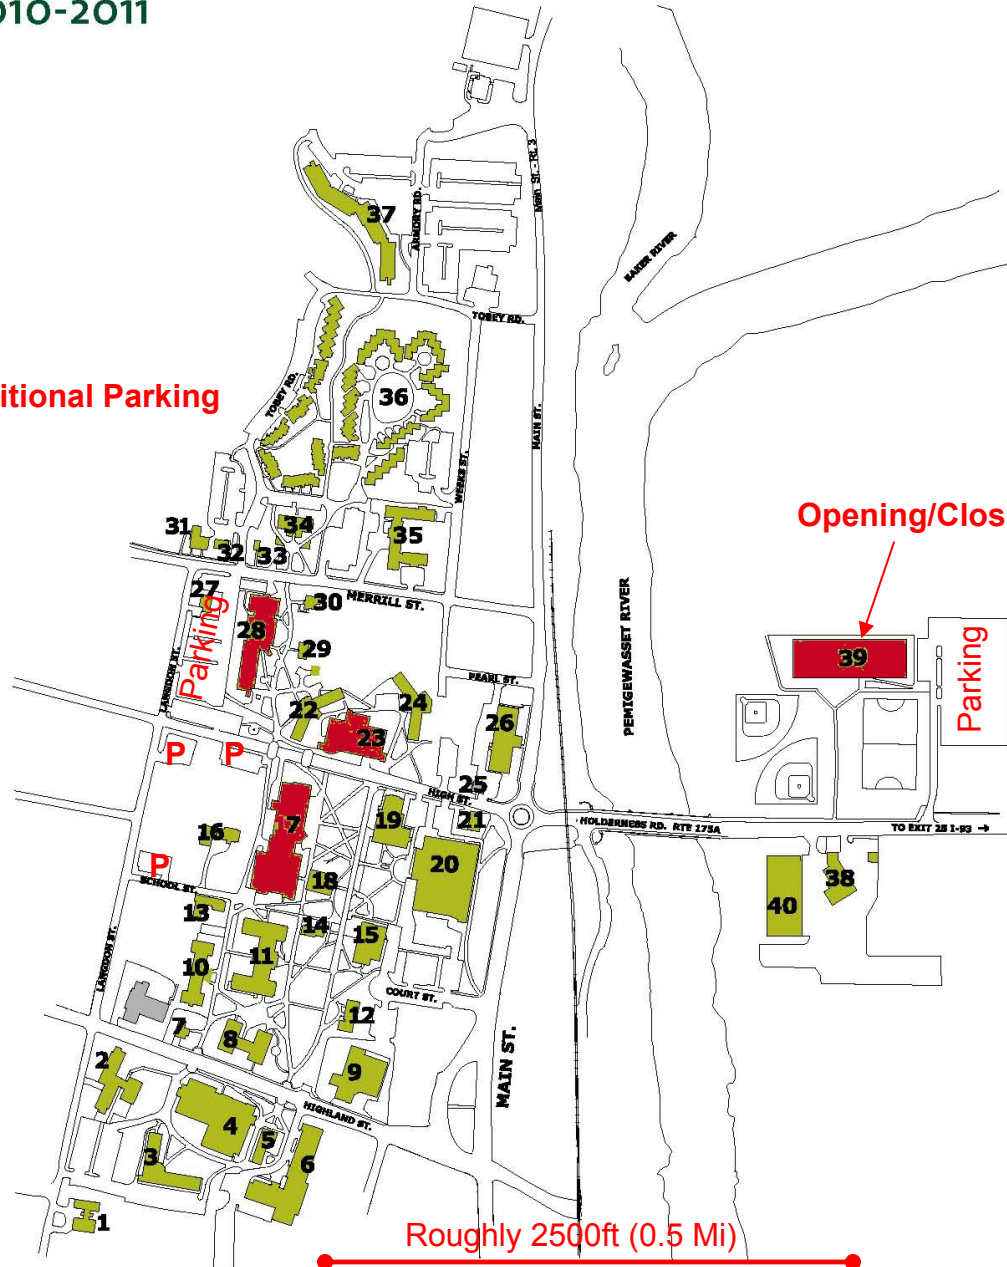 010-2011
MAIN St. - Rt. 3
37
ARMORY RD.
BAKER RIVER
TOBEY RD.
itional Parking
TOBEY RD.
36
MAIN ST.
WEEKS ST.
Opening/Clos
31
34
35
32
33
27
30
MERRILL ST.
Parking
28
29
PEMIGEWASSET RIVER
39
Parking
LANGDON ST.
PEARL ST.
22
24
23
26
P
P
25
HIGH ST.
17
19
21
HOLDERNESS RD. RTE 175A
TO EXIT 25 I-93 →
16
P
20
SCHOOL ST.
18
38
13
14
40
15
11
10
LANGDON ST.
COURT ST.
12
7
8
2
9
MAIN ST.
HIGHLAND ST.
4
5
3
6
1
Roughly 2500ft (0.5 Mi)